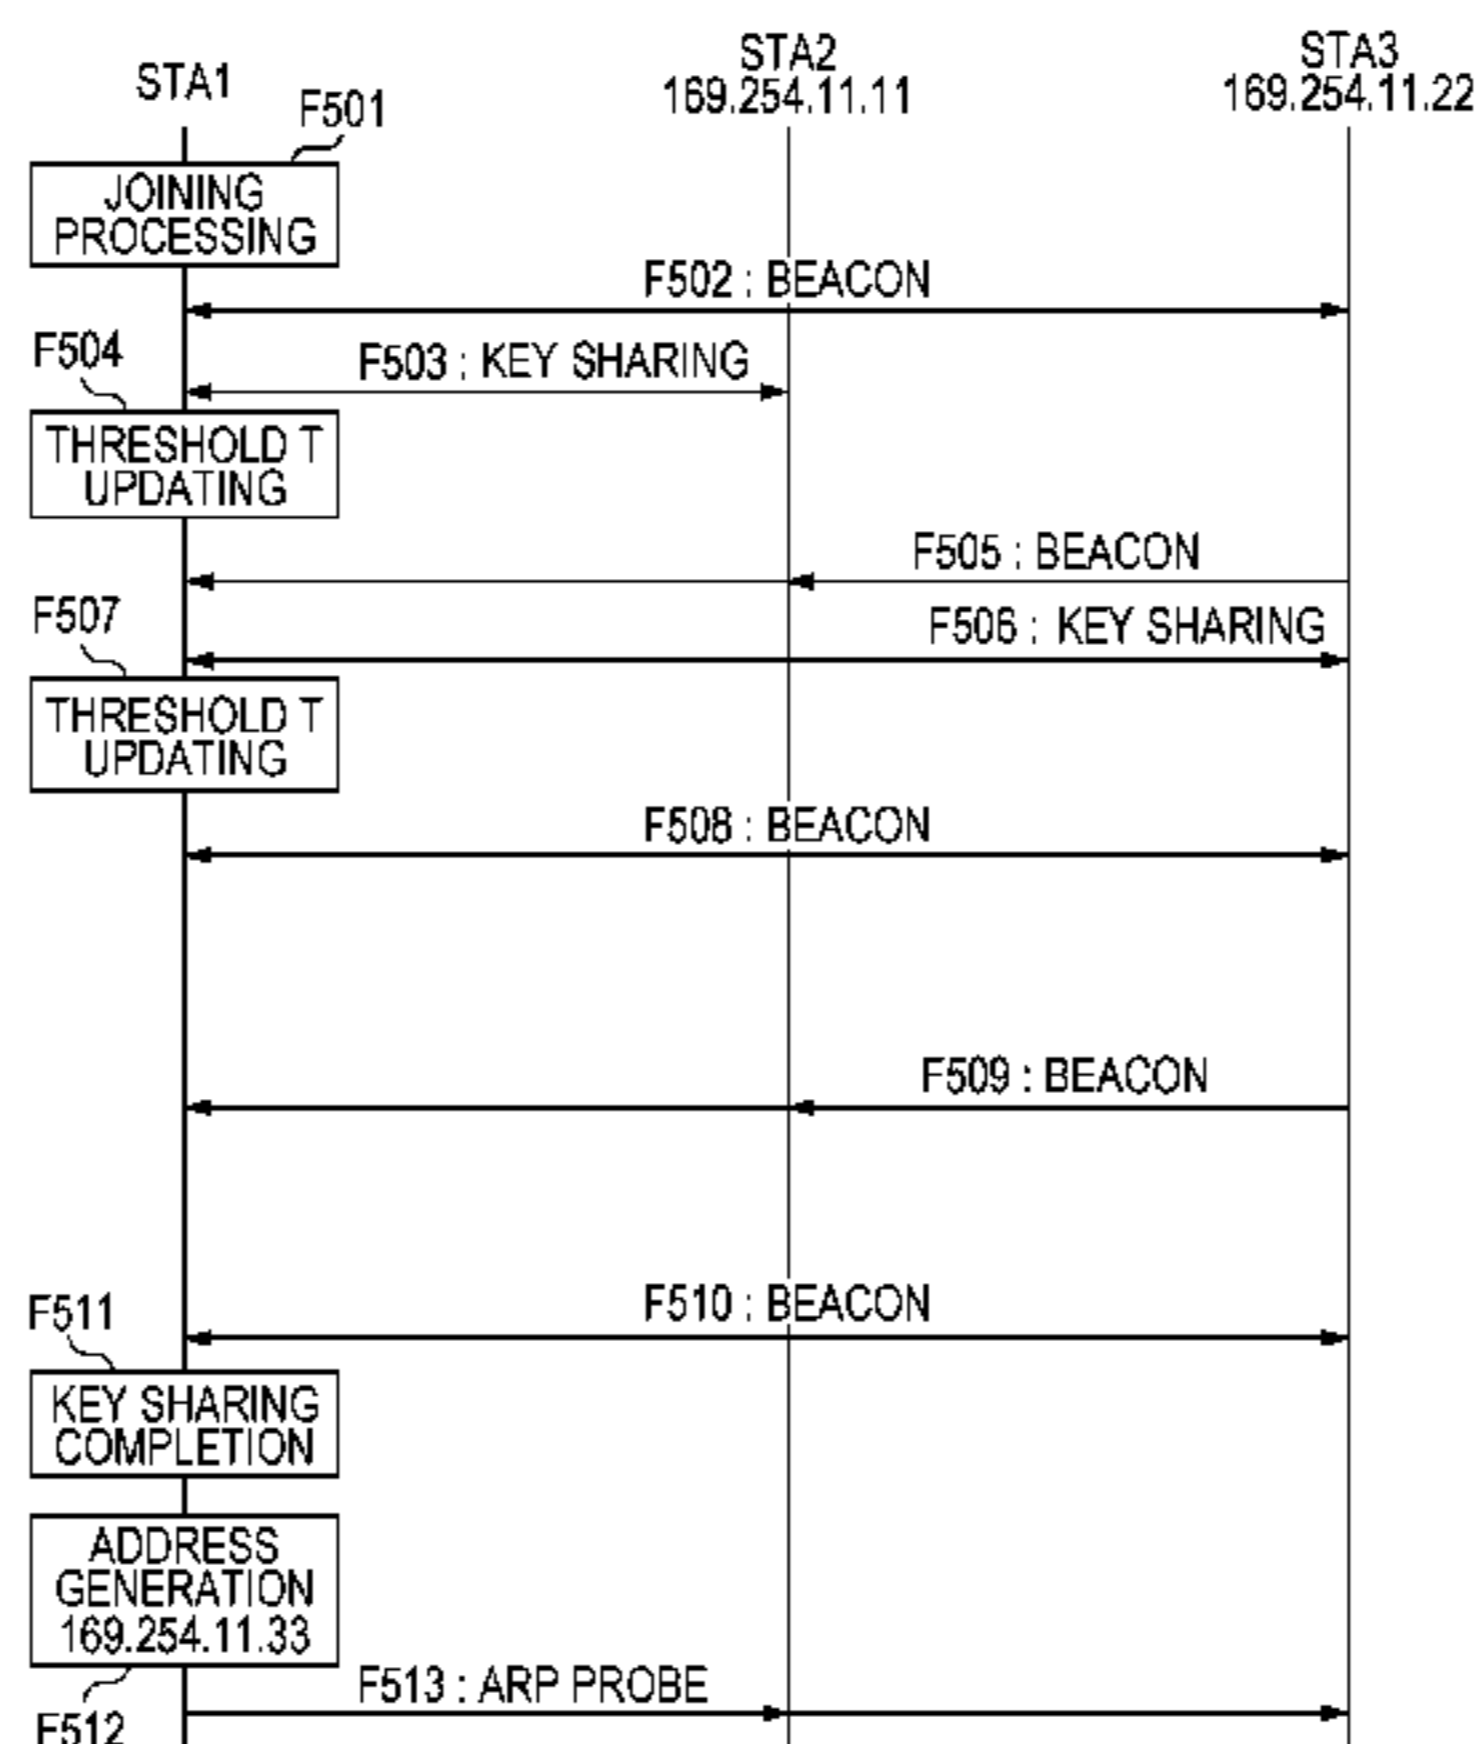 STA1
STA2
169.254.11.11
STA3
169.254.11.22
F501
JOINING
PROCESSING
F502 : BEACON
F503 : KEY SHARING
F504
THRESHOLD T
UPDATING
F505 : BEACON
F506 : KEY SHARING
F507
THRESHOLD T
UPDATING
F508 : BEACON
F509 : BEACON
F510 : BEACON
F511
KEY SHARING
COMPLETION
ADDRESS
GENERATION
169.254.11.33
F513 : ARP PROBE
F512